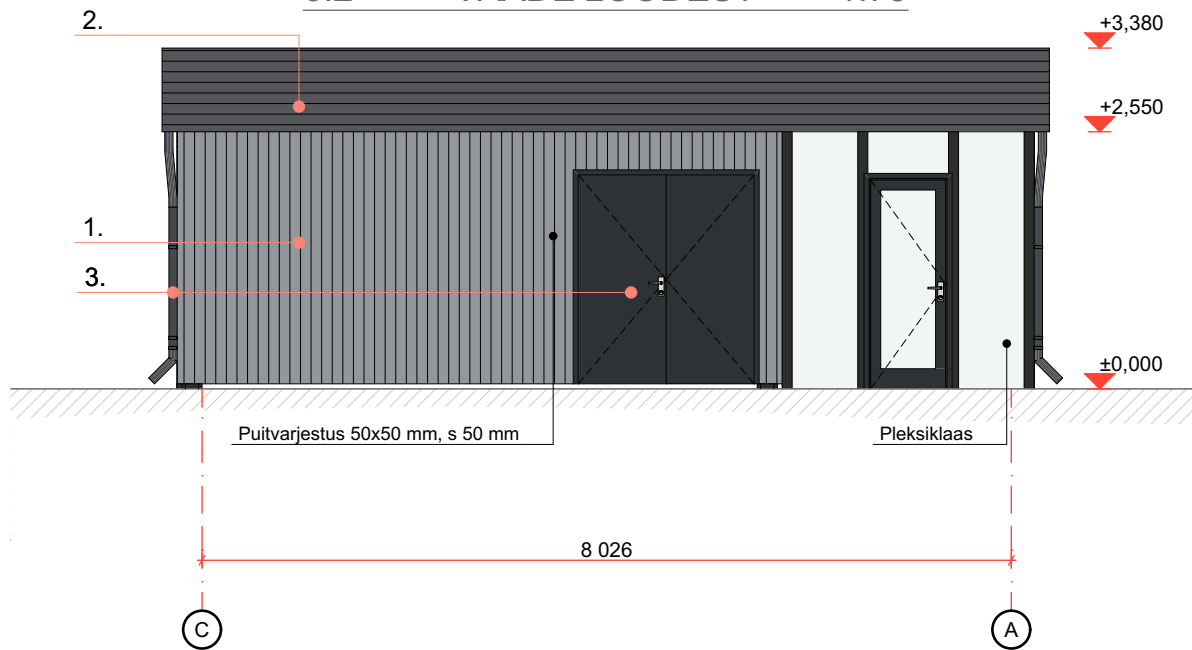 2.
+3,380
+2,550
1.
3.
±0,000
Puitvarjestus 50x50 mm, s 50 mm
Pleksiklaas
8 026
C
A